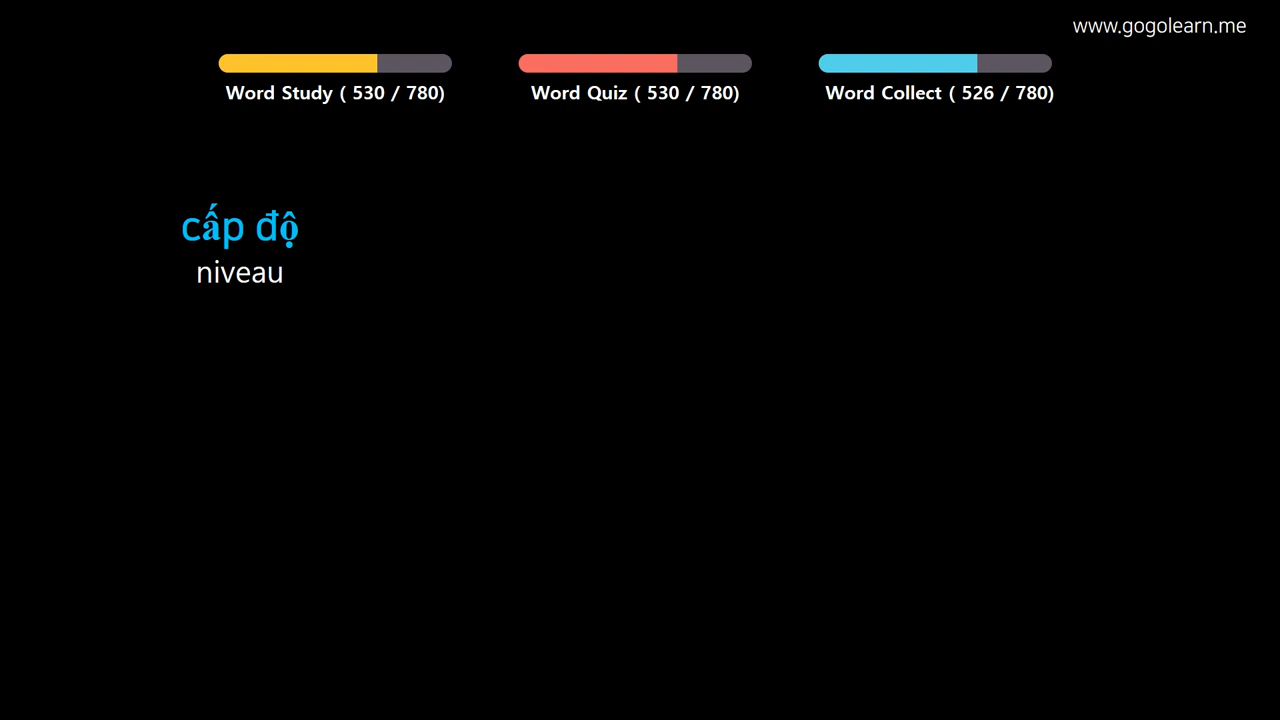 www.gogolearn.me
Word Study ( 530 / 780)
Word Quiz ( 530 / 780)
Word Collect ( 526 / 780)
cấp độ
niveau